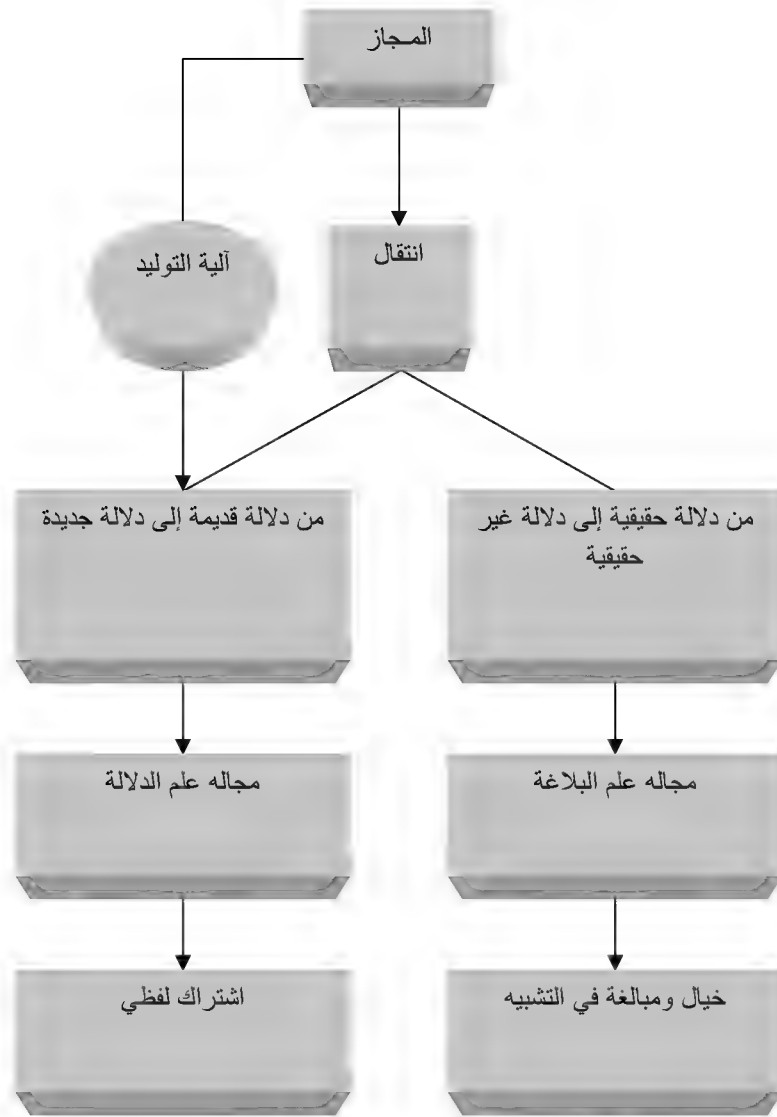 المـجاز
انتقال
آلية التوليد
من دلالة حقيقية إلى دلالة غير
حقيقية
من دلالة قديمة إلى دلالة جديدة
مجاله علم البلاغة
مجاله علم الدلالة
خيال ومبالغة في التشبيه
اشتراك لفظي